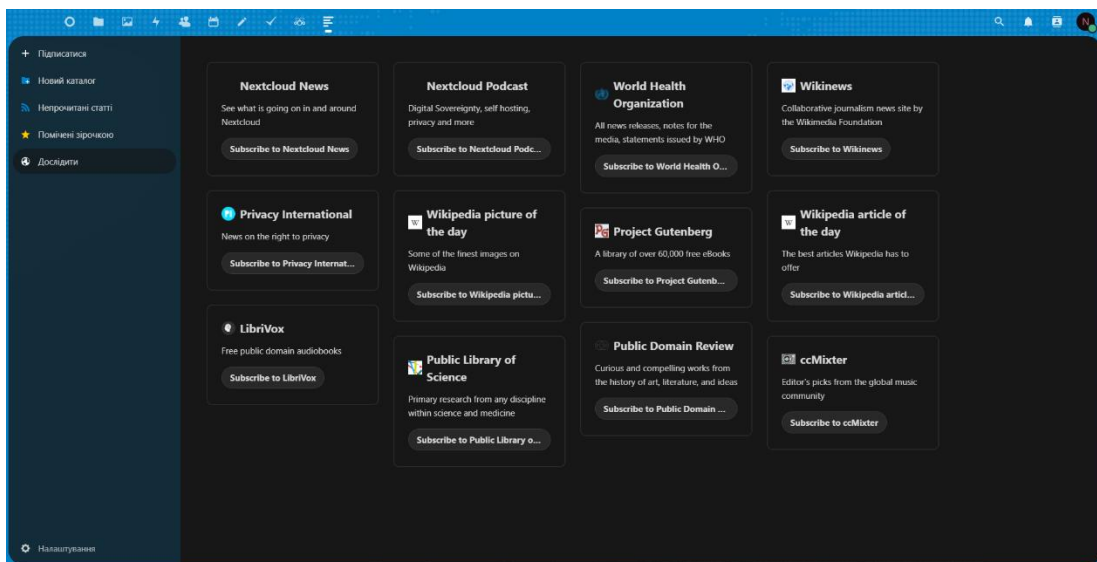 N
Підписатися
Новий каталог
Непрочитані статті
Помічені зірочкою
Дослідити
Nextcloud News
See what is going on in and around
Nextcloud
Subscribe to Nextcloud News
Nextcloud Podcast
Digital Sovereignty, self hosting,
privacy and more
Subscribe to Nextcloud Podc...
World Health
Organization
All news releases, notes for the
media, statements issued by WHO
Subscribe to World Health O...
Wikinews
Collaborative journalism news site by
the Wikimedia Foundation
Subscribe to Wikinews
Privacy International
News on the right to privacy
Subscribe to Privacy Internat...
W
Wikipedia picture of
the day
Some of the finest images on
Wikipedia
Subscribe to Wikipedia pictu...
Project Gutenberg
A library of over 60,000 free eBooks
Subscribe to Project Gutenb...
W
Wikipedia article of
the day
The best articles Wikipedia has to
offer
Subscribe to Wikipedia articl...
LibriVox
Free public domain audiobooks
Subscribe to LibriVox
Public Library of
Science
Primary research from any discipline
within science and medicine
Subscribe to Public Library o...
Public Domain Review
Curious and compelling works from
the history of art, literature, and ideas
Subscribe to Public Domain ...
ccMixter
Editor's picks from the global music
community
Subscribe to ccMixter
Налаштування